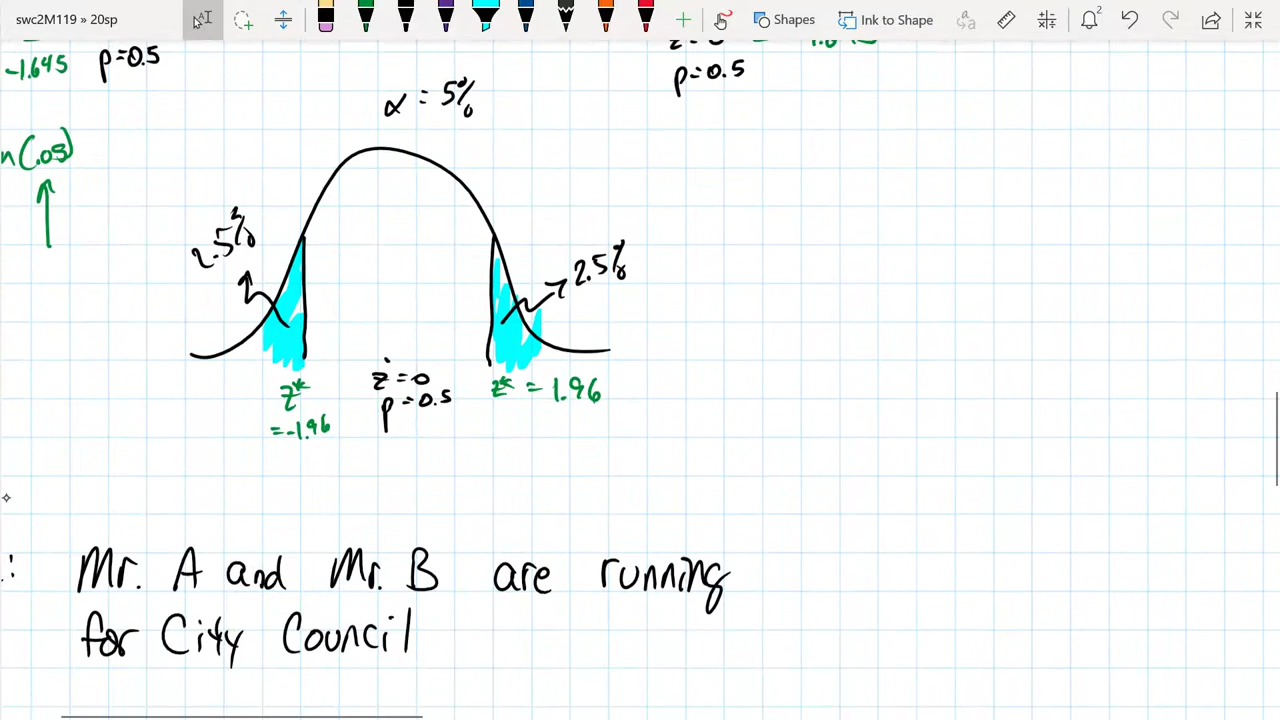 swc2M119 » 20sp
Shapes
Ink to Shape
2
-1.645
p=0.5
p=0.5
α = 5%
n(.05)
2.5%
2.5%
z*
= -1.96
z = 0
p = 0.5
z* = 1.96
Mr. A and Mr. B are running
for City Council